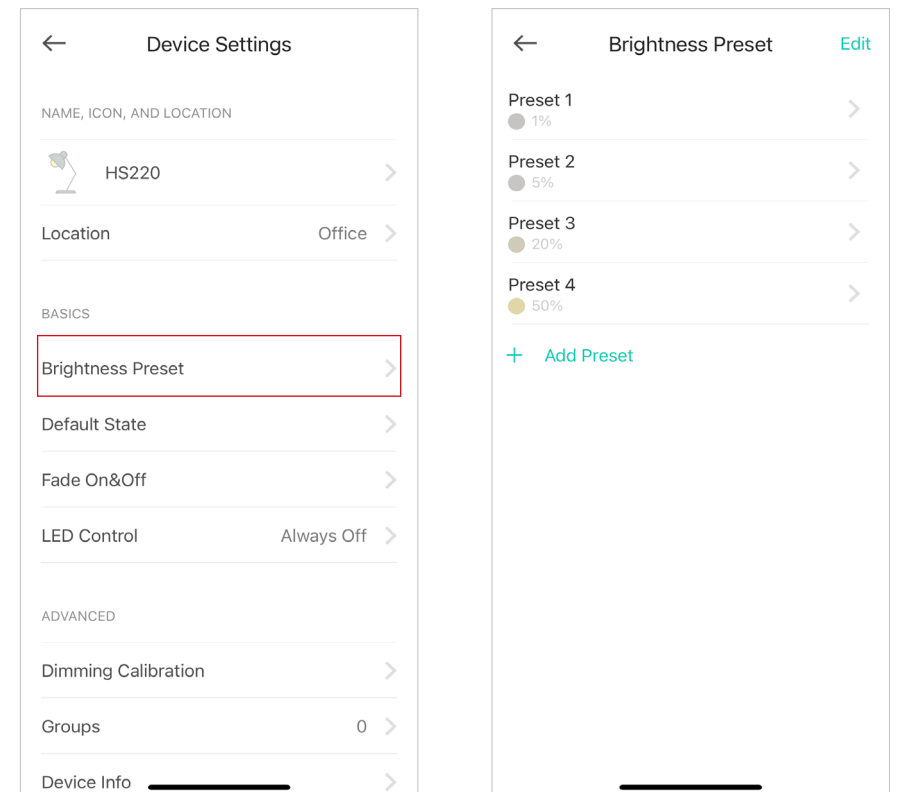 Device Settings
NAME, ICON, AND LOCATION
HS220
Location Office
BASICS
Brightness Preset
Default State
Fade On&Off
LED Control Always Off
ADVANCED
Dimming Calibration
Groups 0
Device Info
Brightness Preset Edit
Preset 1
1%
Preset 2
5%
Preset 3
20%
Preset 4
50%
+ Add Preset